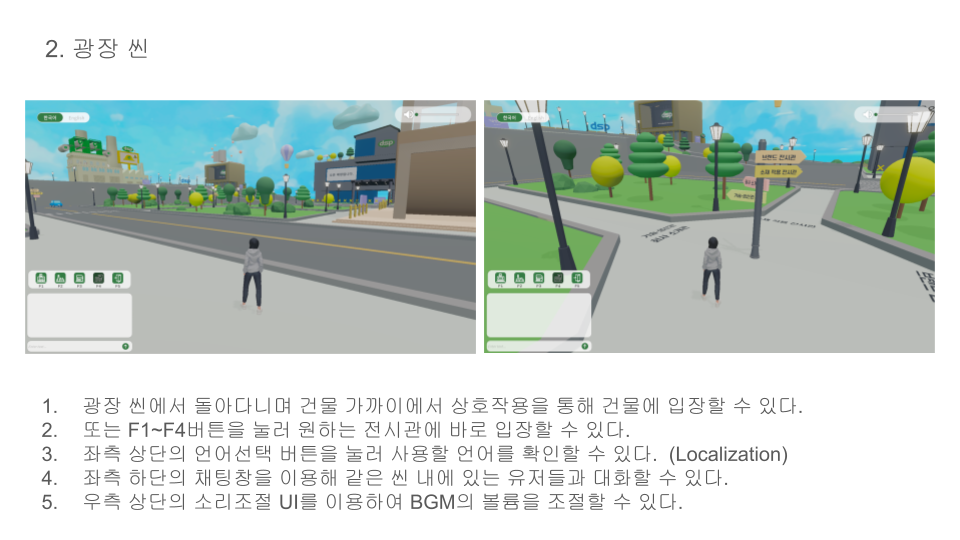 2. 광장 씬
한국어 English
dsp
F1 F2 F3 F4 F5
한국어 English
dsp
브랜드 전시관
F1 F2 F3 F4 F5
1. 광장 씬에서 돌아다니며 건물 가까이에서 상호작용을 통해 건물에 입장할 수 있다.
2. 또는 F1~F4버튼을 눌러 원하는 전시관에 바로 입장할 수 있다.
3. 좌측 상단의 언어선택 버튼을 눌러 사용할 언어를 확인할 수 있다. (Localization)
4. 좌측 하단의 채팅창을 이용해 같은 씬 내에 있는 유저들과 대화할 수 있다.
5. 우측 상단의 소리조절 UI를 이용하여 BGM의 볼륨을 조절할 수 있다.